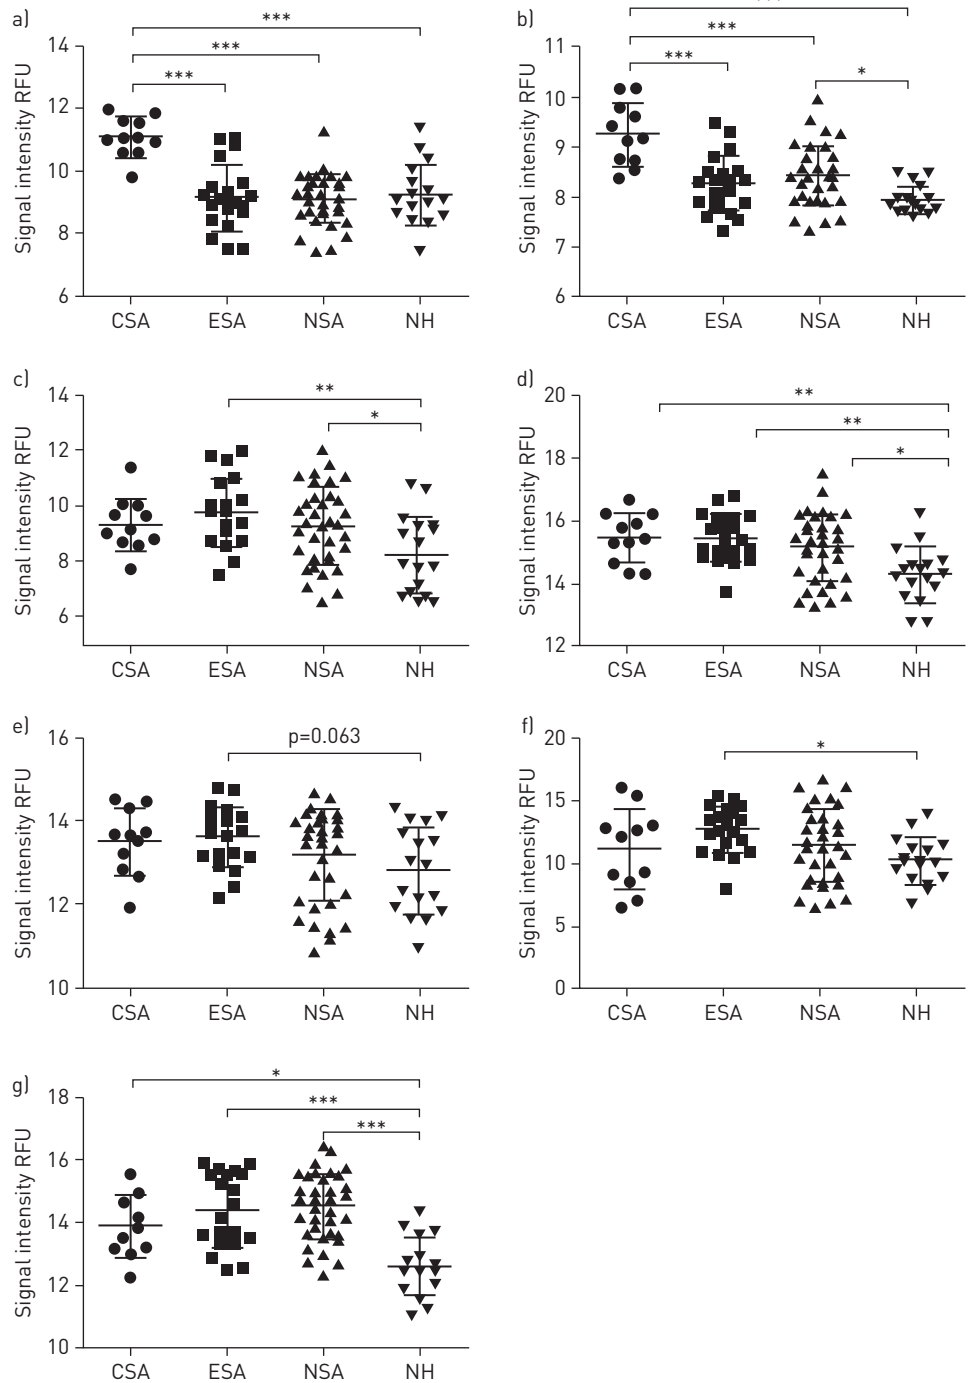 a)
***
***
***
Signal intensity RFU
14
12
10
8
6
CSA ESA NSA NH
b)
***
***
*
Signal intensity RFU
11
10
9
8
7
6
CSA ESA NSA NH
c)
**
*
Signal intensity RFU
14
12
10
8
6
CSA ESA NSA NH
d)
**
**
*
Signal intensity RFU
20
18
16
14
12
CSA ESA NSA NH
e)
p=0.063
Signal intensity RFU
16
14
12
10
CSA ESA NSA NH
f)
*
Signal intensity RFU
20
15
10
5
0
CSA ESA NSA NH
g)
*
***
***
Signal intensity RFU
18
16
14
12
10
CSA ESA NSA NH